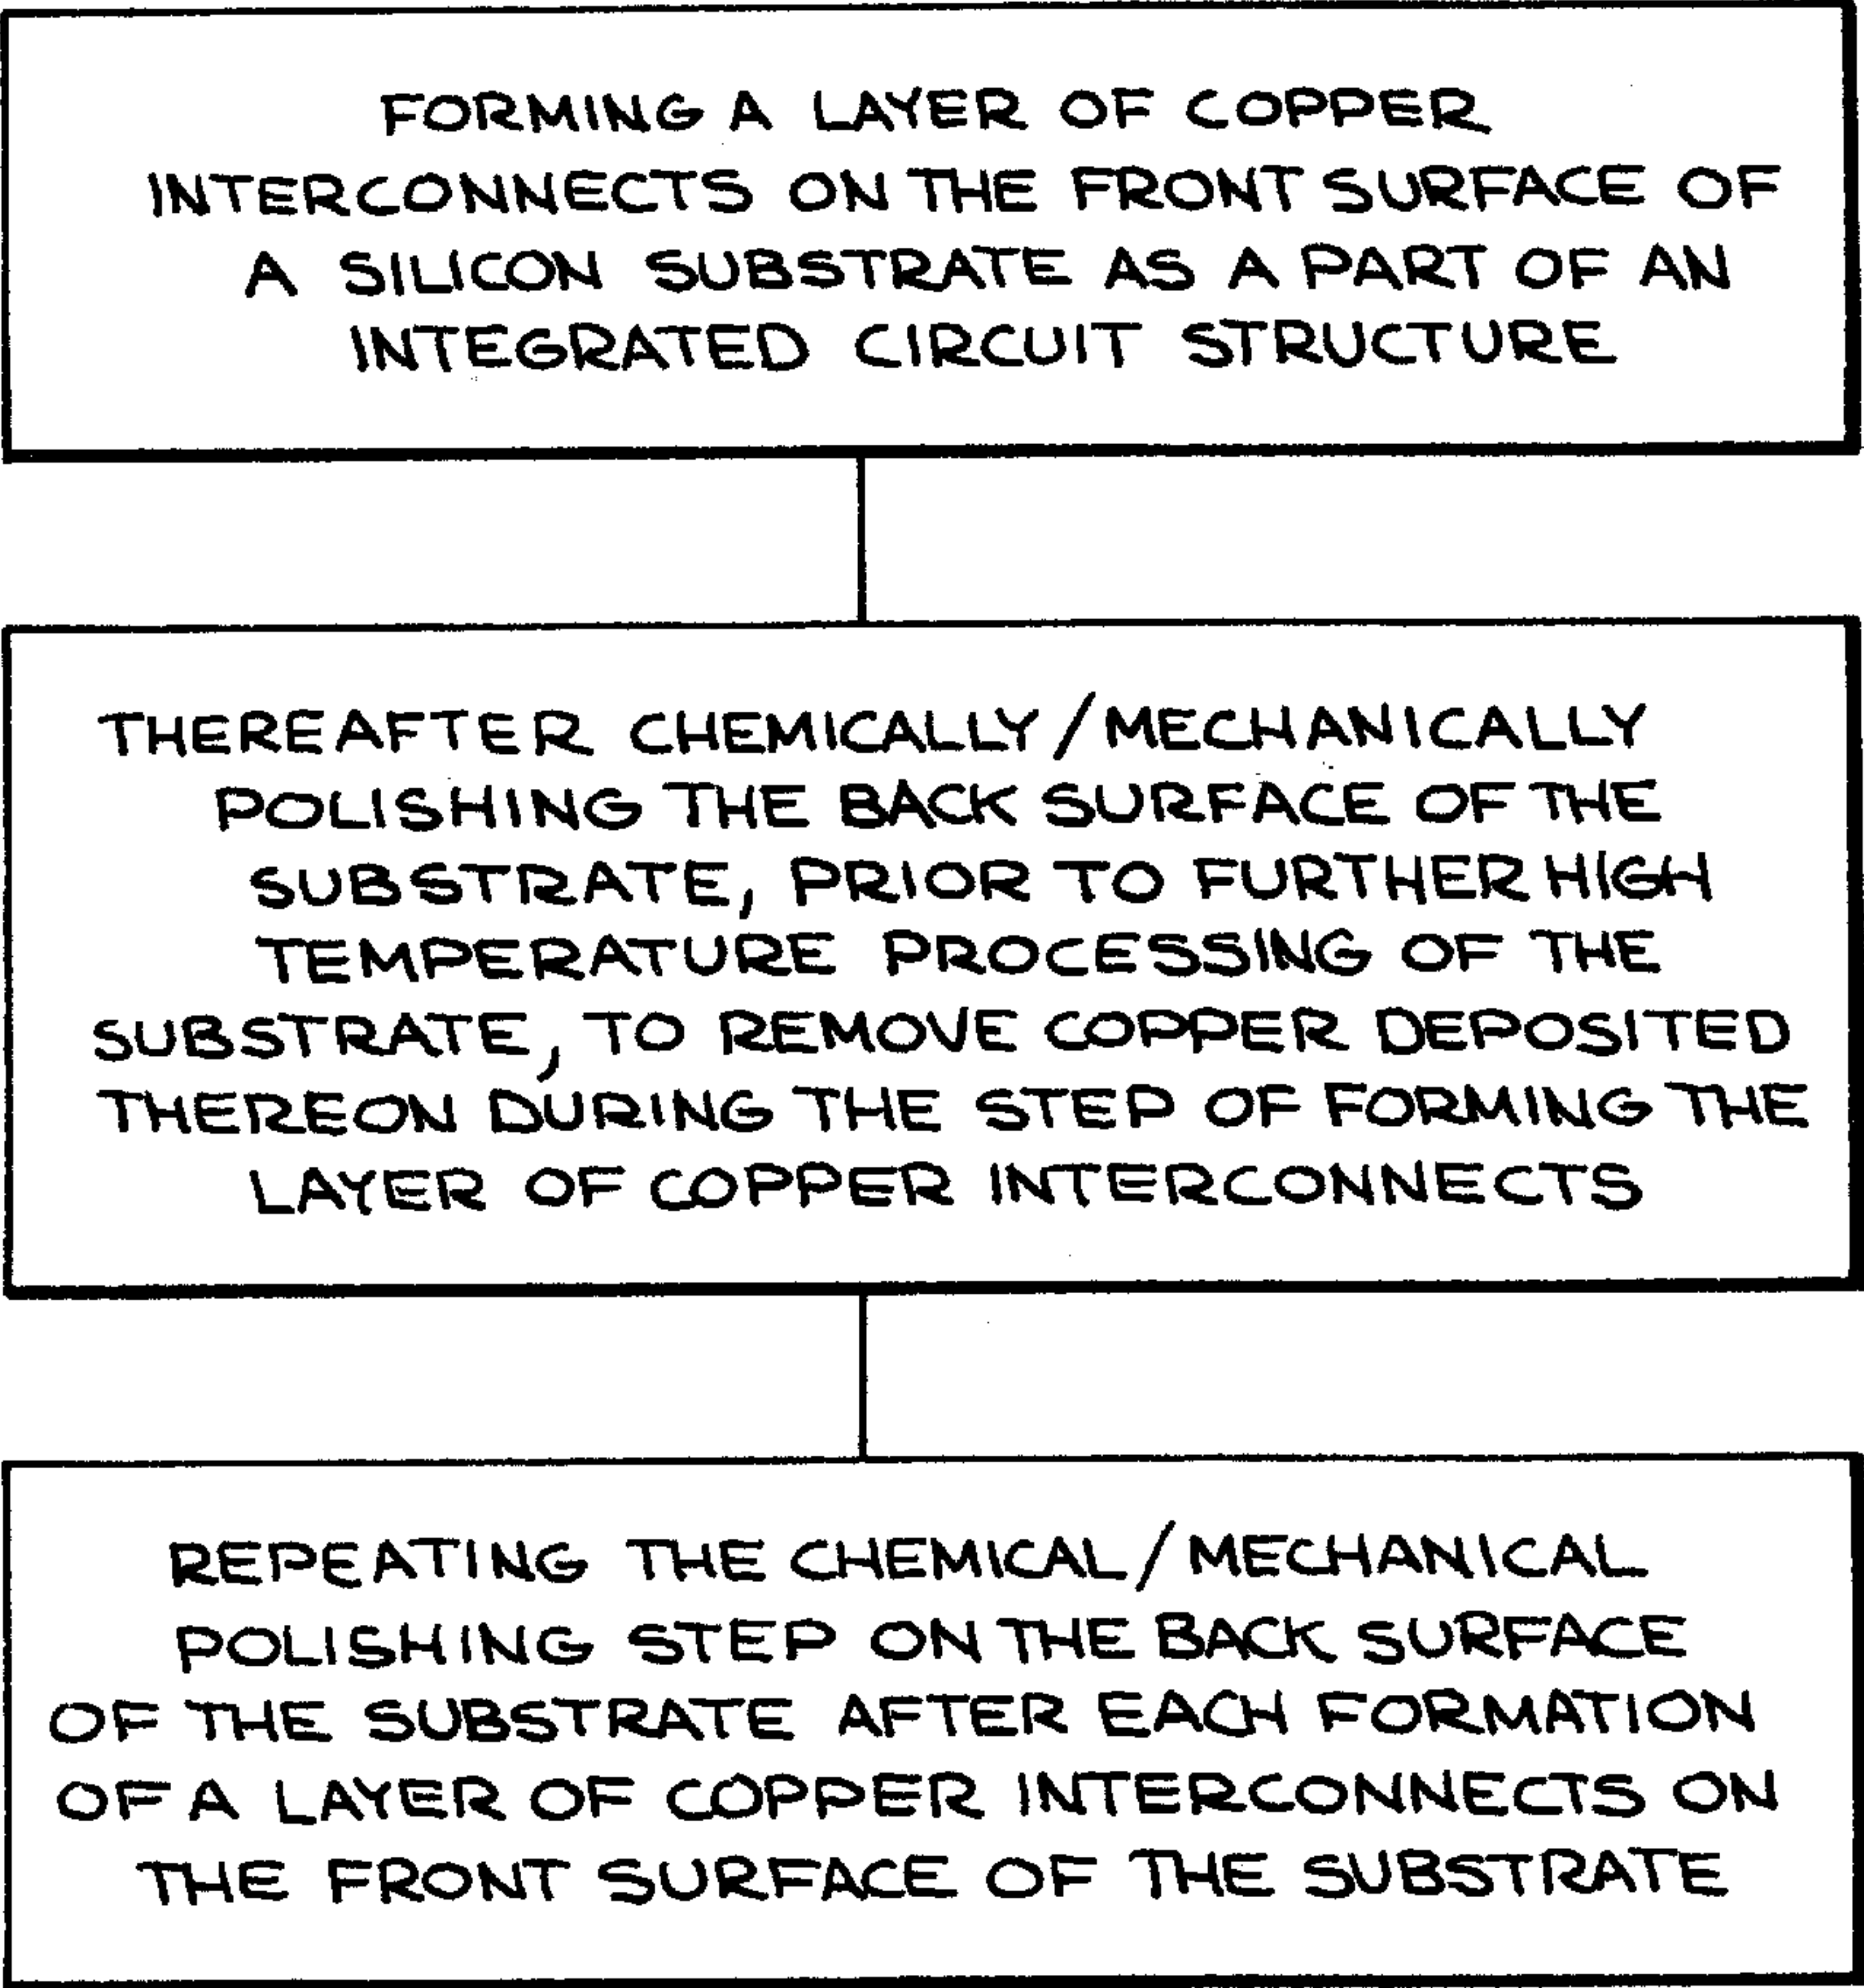 FORMING A LAYER OF COPPER
INTERCONNECTS ON THE FRONT SURFACE OF
A SILICON SUBSTRATE AS A PART OF AN
INTEGRATED CIRCUIT STRUCTURE
THEREAFTER CHEMICALLY/MECHANICALLY
POLISHING THE BACK SURFACE OF THE
SUBSTRATE, PRIOR TO FURTHER HIGH
TEMPERATURE PROCESSING OF THE
SUBSTRATE, TO REMOVE COPPER DEPOSITED
THEREON DURING THE STEP OF FORMING THE
LAYER OF COPPER INTERCONNECTS
REPEATING THE CHEMICAL/MECHANICAL
POLISHING STEP ON THE BACK SURFACE
OF THE SUBSTRATE AFTER EACH FORMATION
OF A LAYER OF COPPER INTERCONNECTS ON
THE FRONT SURFACE OF THE SUBSTRATE